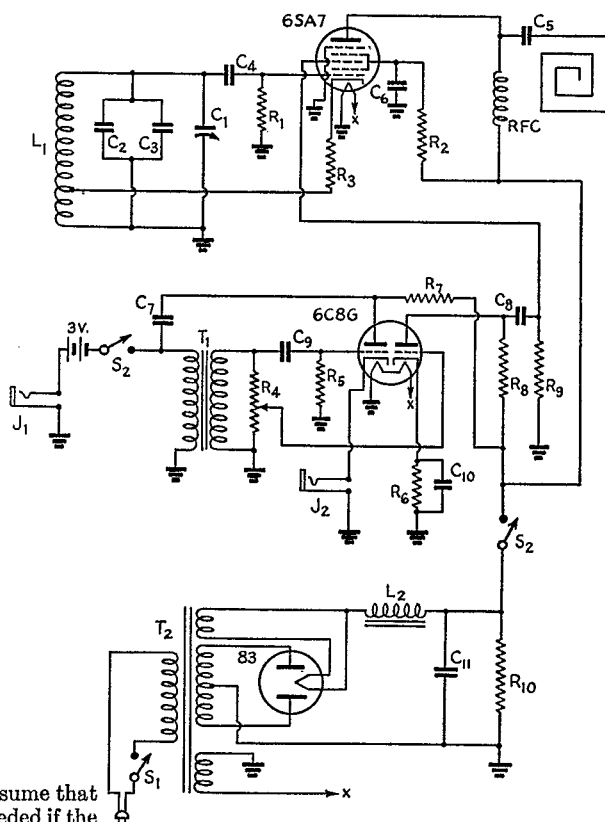 6SA7
C5
C4
C6
R1
C1
L1
C2
C3
R2
RFC
R3
x
R7
C8
6C8G
C7
3V.
T1
C9
S2
R4
R5
R8
R9
x
J1
C10
R6
J2
S2
L2
T2
83
C11
R10
S1
x
sume that
eded if the